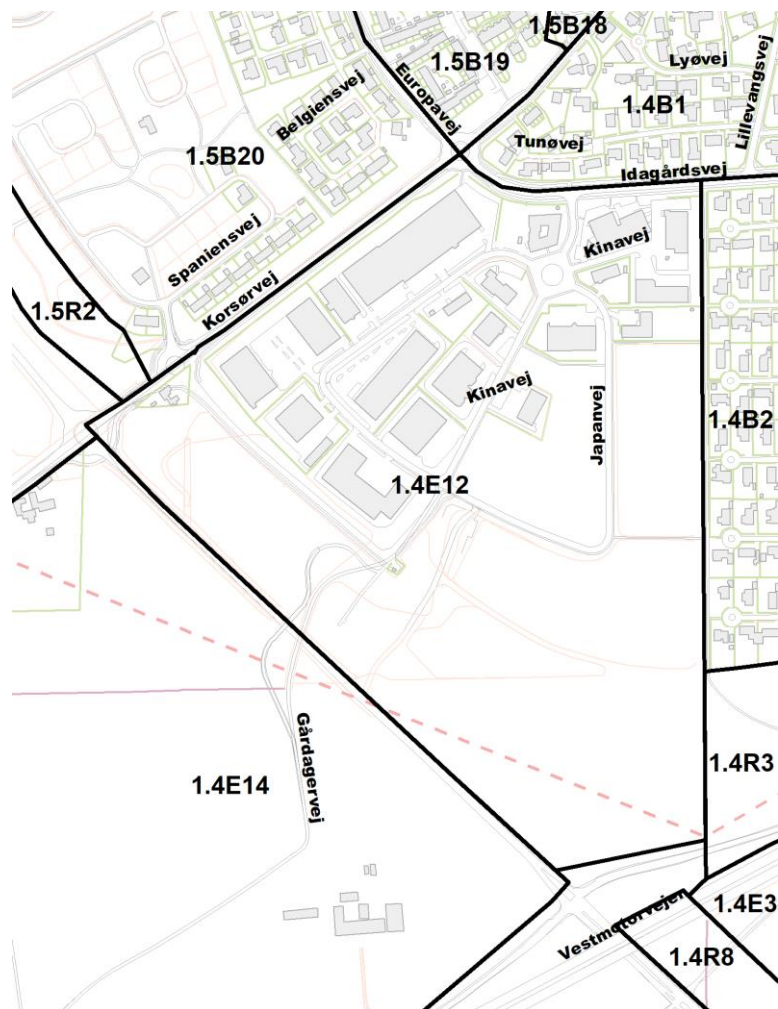 1.5B18
1.5B19
Lyøvej
Europavej
Belgiensvej
1.4B1
Lillevangsvej
Tunøvej
1.5B20
Idagårdsvej
Kinavej
Spaniensvej
Korsørvej
1.5R2
Kinavej
Japanvej
1.4B2
1.4E12
Gårdagervej
1.4R3
1.4E14
1.4E3
Vestmotorvejen
1.4R8